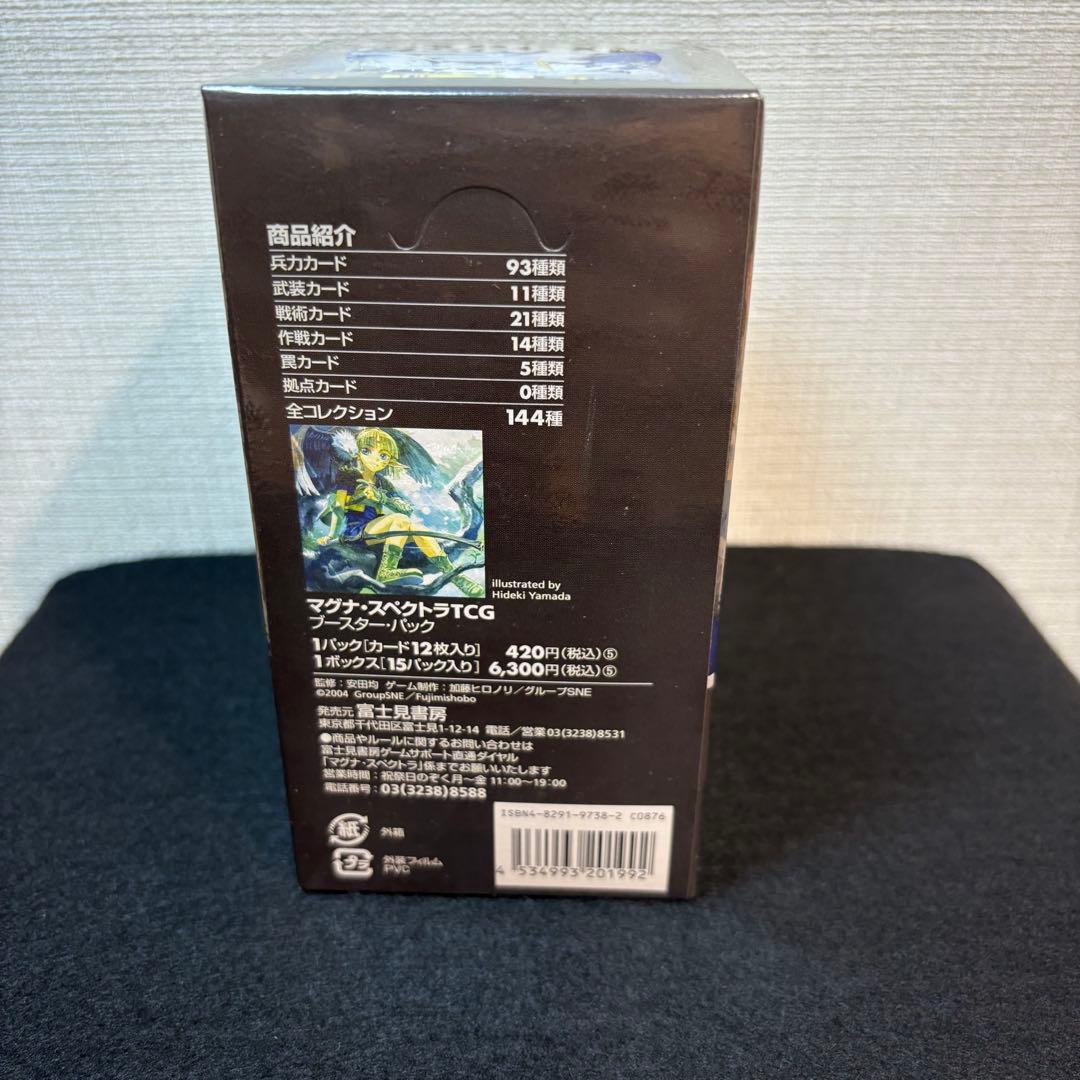 商品紹介
兵力カード 93種類
武装カード 11種類
戦術カード 21種類
作戦カード 14種類
罠カード 5種類
拠点カード 0種類
全コレクション 144種
illustrated by
Hideki Yamada
マグナ・スペクトラTCG
ブースター・パック
1パック[カード12枚入り] 420円(税込)⑤
1ボックス[15パック入り] 6,300円(税込)⑤
監修：安田均 ゲーム制作：加藤ヒロノリ／グループSNE
©2004 GroupSNE／Fujimishobo
発売元 富士見書房
東京都千代田区富士見1-12-14 電話／営業03(3238)8531
●商品やルールに関するお問い合わせは
富士見書房ゲームサポート直通ダイヤル
「マグナ・スペクトラ」係までお願いいたします
営業時間：祝祭日のぞく月〜金 11:00〜19:00
電話番号：03(3238)8588
ISBN4-8291-9738-2 C0876
紙 外箱
プラ 外装フィルム
PVC
4 534993 201992